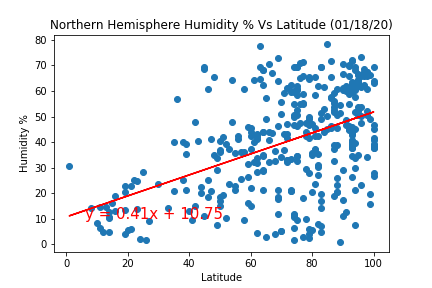 Northern Hemisphere Humidity % Vs Latitude (01/18/20)
80
70
60
50
40
30
20
10
0
Humidity %
y = 0.41x + 10.75
0 20 40 60 80 100
Latitude